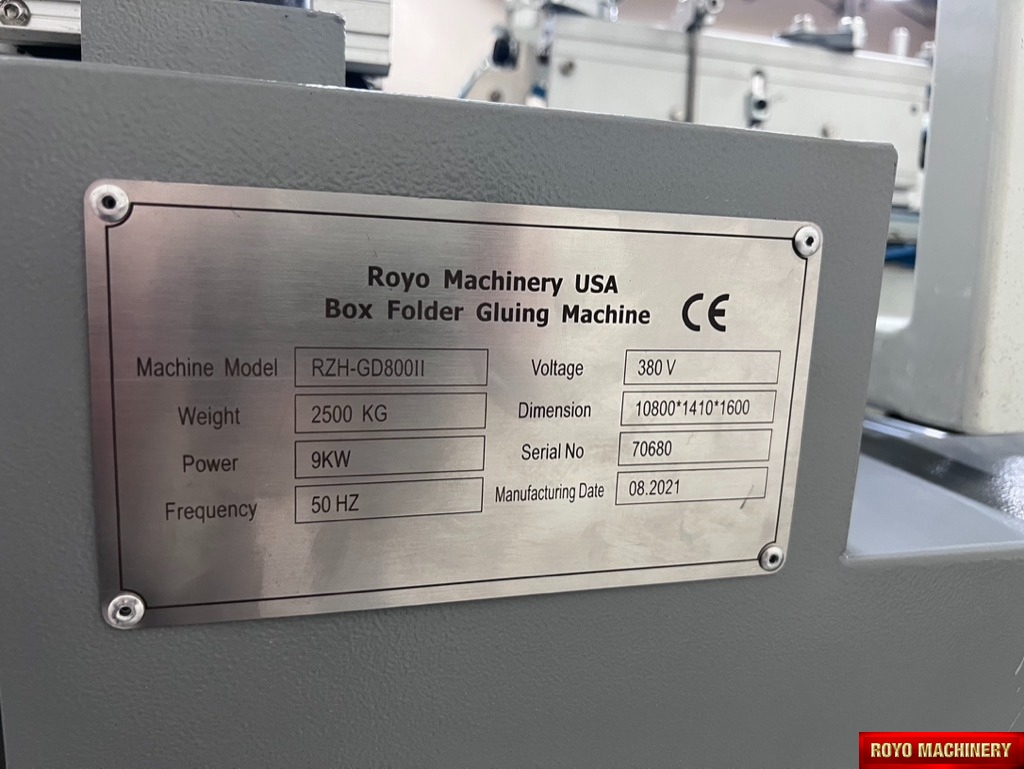 Royo Machinery USA
Box Folder Gluing Machine CE
Machine Model RZH-GD800II Voltage 380 V
Weight 2500 KG Dimension 10800*1410*1600
Power 9KW Serial No 70680
Frequency 50 HZ Manufacturing Date 08.2021
ROYO MACHINERY